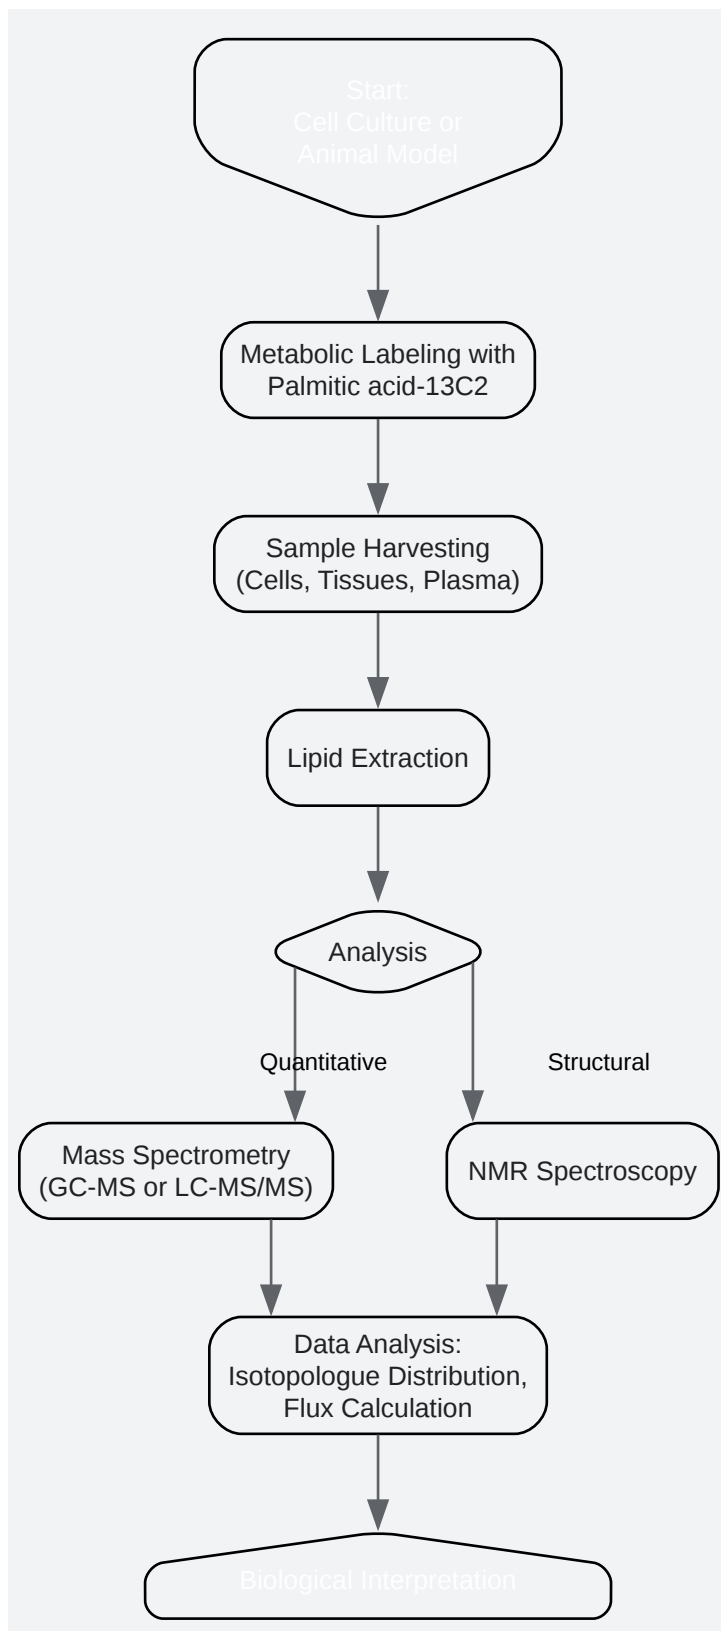 Start:
Cell Culture or
Animal Model
Metabolic Labeling with
Palmitic acid-13C2
Sample Harvesting
(Cells, Tissues, Plasma)
Lipid Extraction
Analysis
Quantitative
Structural
Mass Spectrometry
(GC-MS or LC-MS/MS)
NMR Spectroscopy
Data Analysis:
Isotopologue Distribution,
Flux Calculation
Biological Interpretation